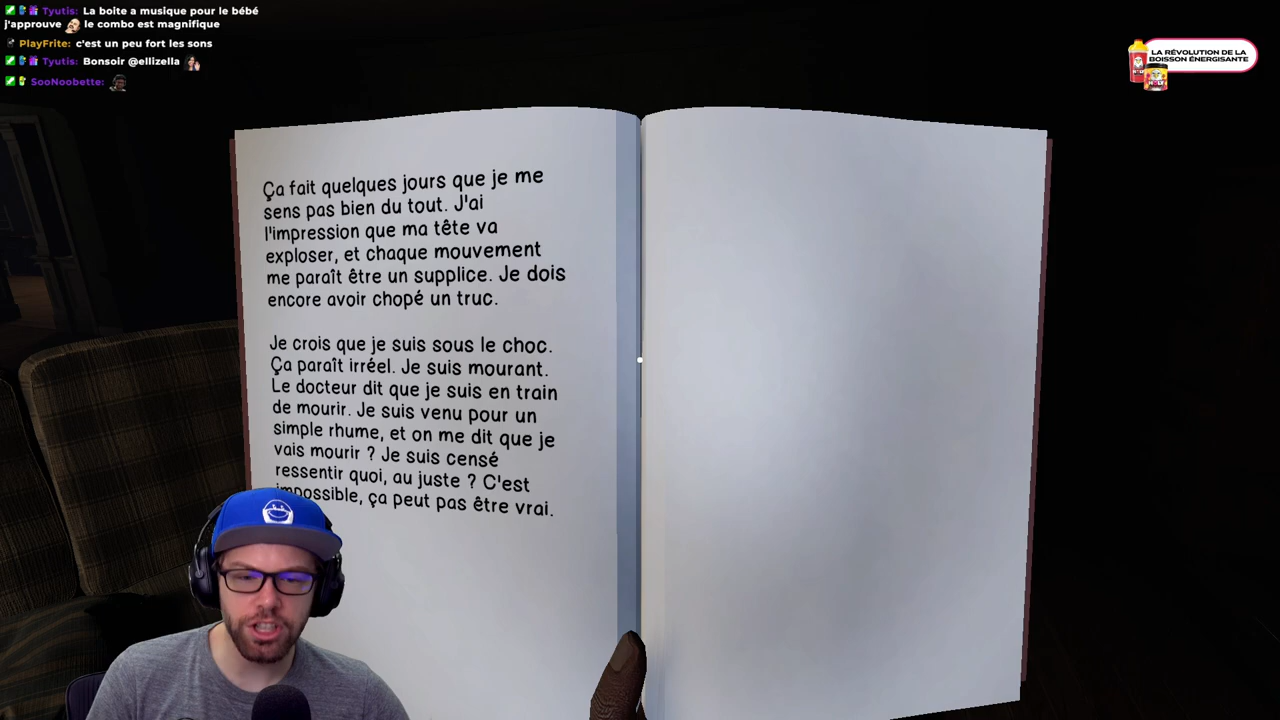 Tyutis: La boite a musique pour le bébé
j'approuve le combo est magnifique
PlayFrite: c'est un peu fort les sons
Tyutis: Bonsoir @ellizella
SooNoobette:
LA RÉVOLUTION DE LA
BOISSON ÉNERGISANTE
Ça fait quelques jours que je me
sens pas bien du tout. J'ai
l'impression que ma tête va
exploser, et chaque mouvement
me paraît être un supplice. Je dois
encore avoir chopé un truc.
Je crois que je suis sous le choc.
Ça paraît irréel. Je suis mourant.
Le docteur dit que je suis en train
de mourir. Je suis venu pour un
simple rhume, et on me dit que je
vais mourir ? Je suis censé
ressentir quoi, au juste ? C'est
impossible, ça peut pas être vrai.